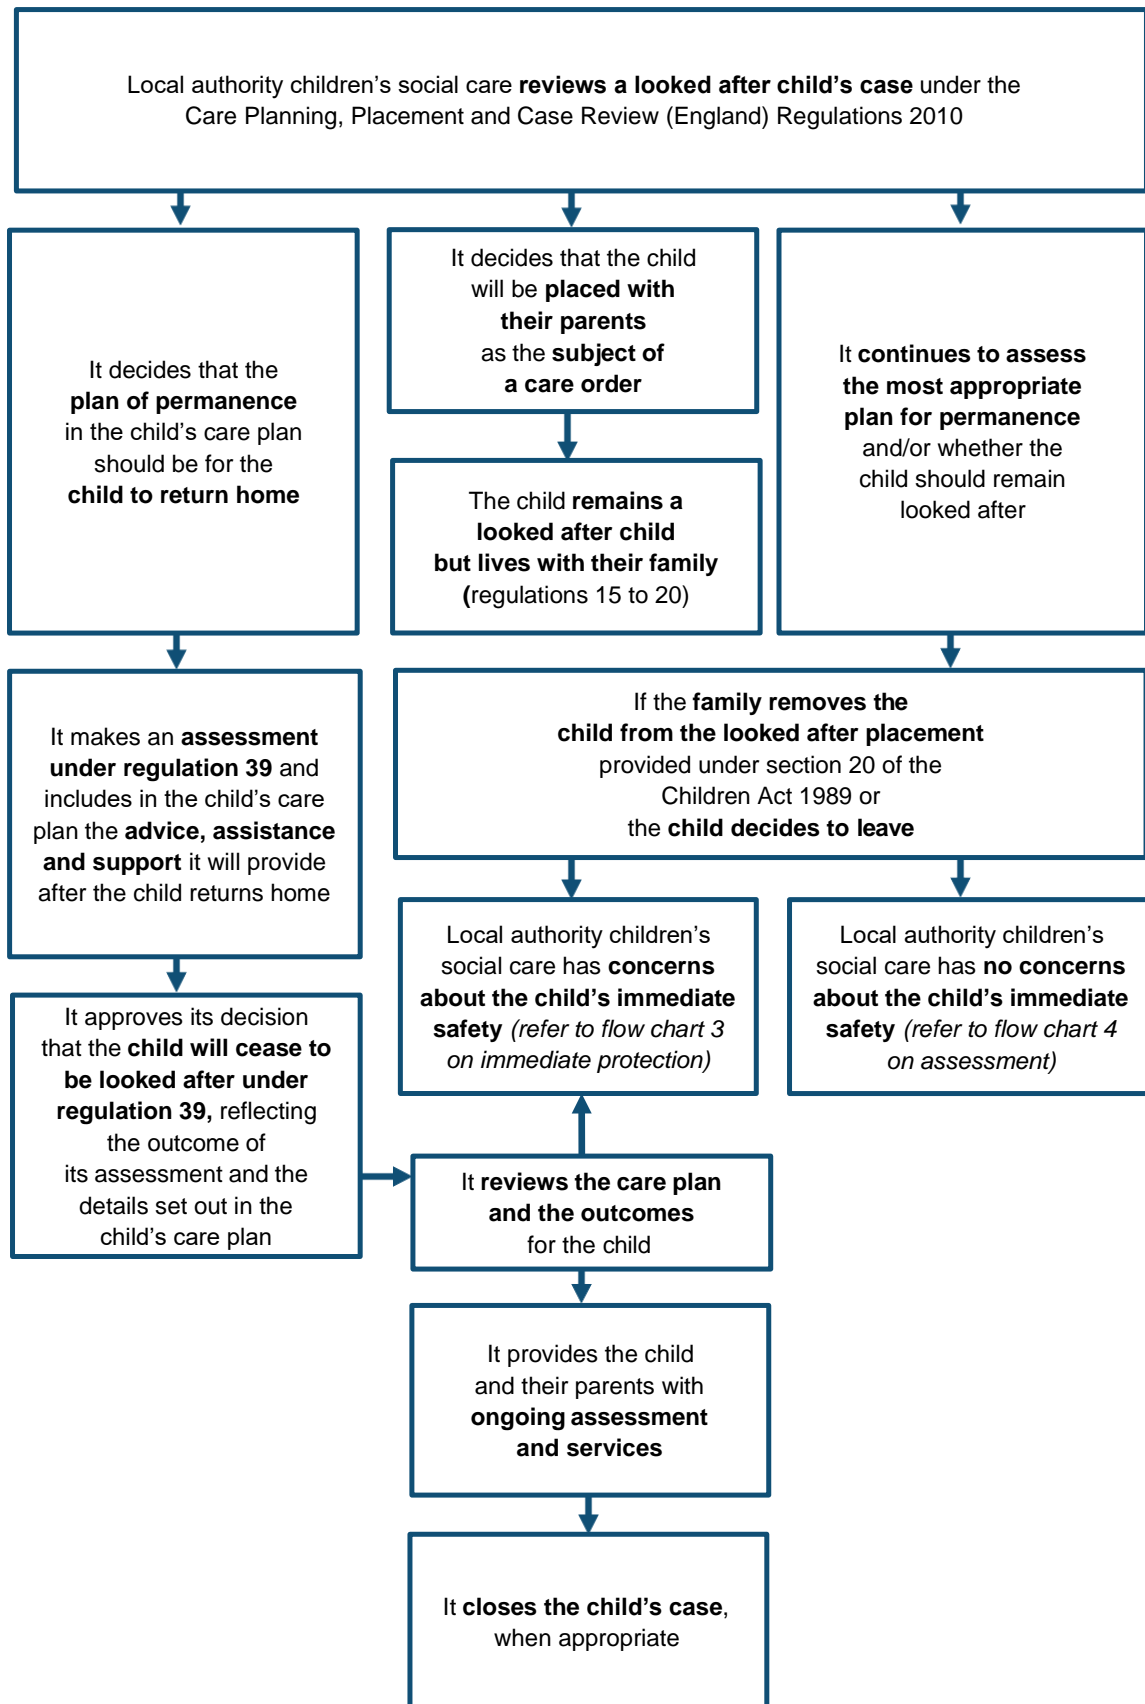 Local authority children’s social care reviews a looked after child’s case under the
Care Planning, Placement and Case Review (England) Regulations 2010
It decides that the
plan of permanence
in the child’s care plan
should be for the
child to return home
It decides that the child
will be placed with
their parents
as the subject of
a care order
The child remains a
looked after child
but lives with their family
(regulations 15 to 20)
It continues to assess
the most appropriate
plan for permanence
and/or whether the
child should remain
looked after
It makes an assessment
under regulation 39 and
includes in the child’s care
plan the advice, assistance
and support it will provide
after the child returns home
If the family removes the
child from the looked after placement
provided under section 20 of the
Children Act 1989 or
the child decides to leave
Local authority children’s
social care has concerns
about the child’s immediate
safety (refer to flow chart 3
on immediate protection)
Local authority children’s
social care has no concerns
about the child’s immediate
safety (refer to flow chart 4
on assessment)
It approves its decision
that the child will cease to
be looked after under
regulation 39, reflecting
the outcome of
its assessment and the
details set out in the
child’s care plan
It reviews the care plan
and the outcomes
for the child
It provides the child
and their parents with
ongoing assessment
and services
It closes the child’s case,
when appropriate